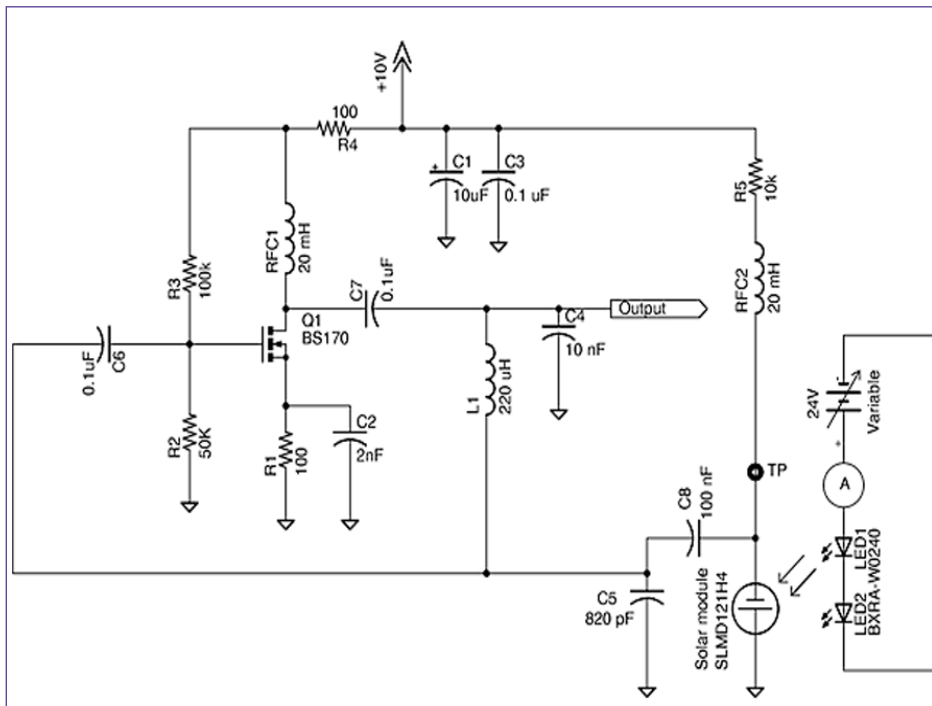 +10V
100
R4
C1
+
10uF
C3
0.1 uF
R5
10k
RFC1
20 mH
RFC2
20 mH
R3
100k
C7
0.1uF
Q1
BS170
C4
10 nF
Output
0.1uF
C6
L1
220 uH
R2
50K
R1
100
C2
2nF
24V
Variable
-
+
A
TP
C8
100 nF
C5
820 pF
Solar module
SLMD121H4
LED1
LED2
BXRA-W0240